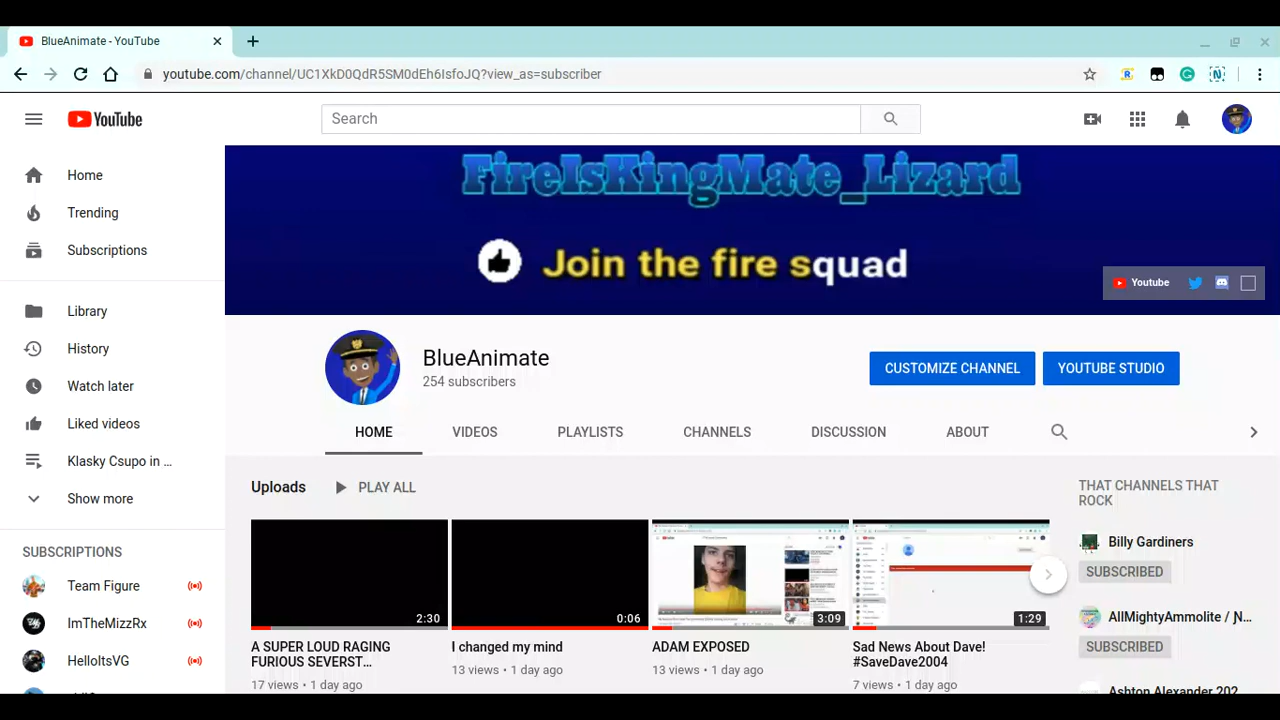 BlueAnimate - YouTube
youtube.com/channel/UC1XkD0QdR5SM0dEh6IsfoJQ?view_as=subscriber
YouTube
Search
Home
Trending
Subscriptions
Library
History
Watch later
Liked videos
Klasky Csupo in ...
Show more
SUBSCRIPTIONS
Team Figure
ImTheMizzRx
HelloItsVG
FireIsKingMate_Lizard
Join the fire squad
Youtube
BlueAnimate
254 subscribers
CUSTOMIZE CHANNEL
YOUTUBE STUDIO
HOME VIDEOS PLAYLISTS CHANNELS DISCUSSION ABOUT
Uploads PLAY ALL
2:30
A SUPER LOUD RAGING
FURIOUS SEVERST...
17 views • 1 day ago
0:06
I changed my mind
13 views • 1 day ago
3:09
ADAM EXPOSED
13 views • 1 day ago
1:29
Sad News About Dave!
#SaveDave2004
7 views • 1 day ago
THAT CHANNELS THAT
ROCK
Billy Gardiners
SUBSCRIBED
AllMightyAmmolite /
SUBSCRIBED
Ashton Alexander 202